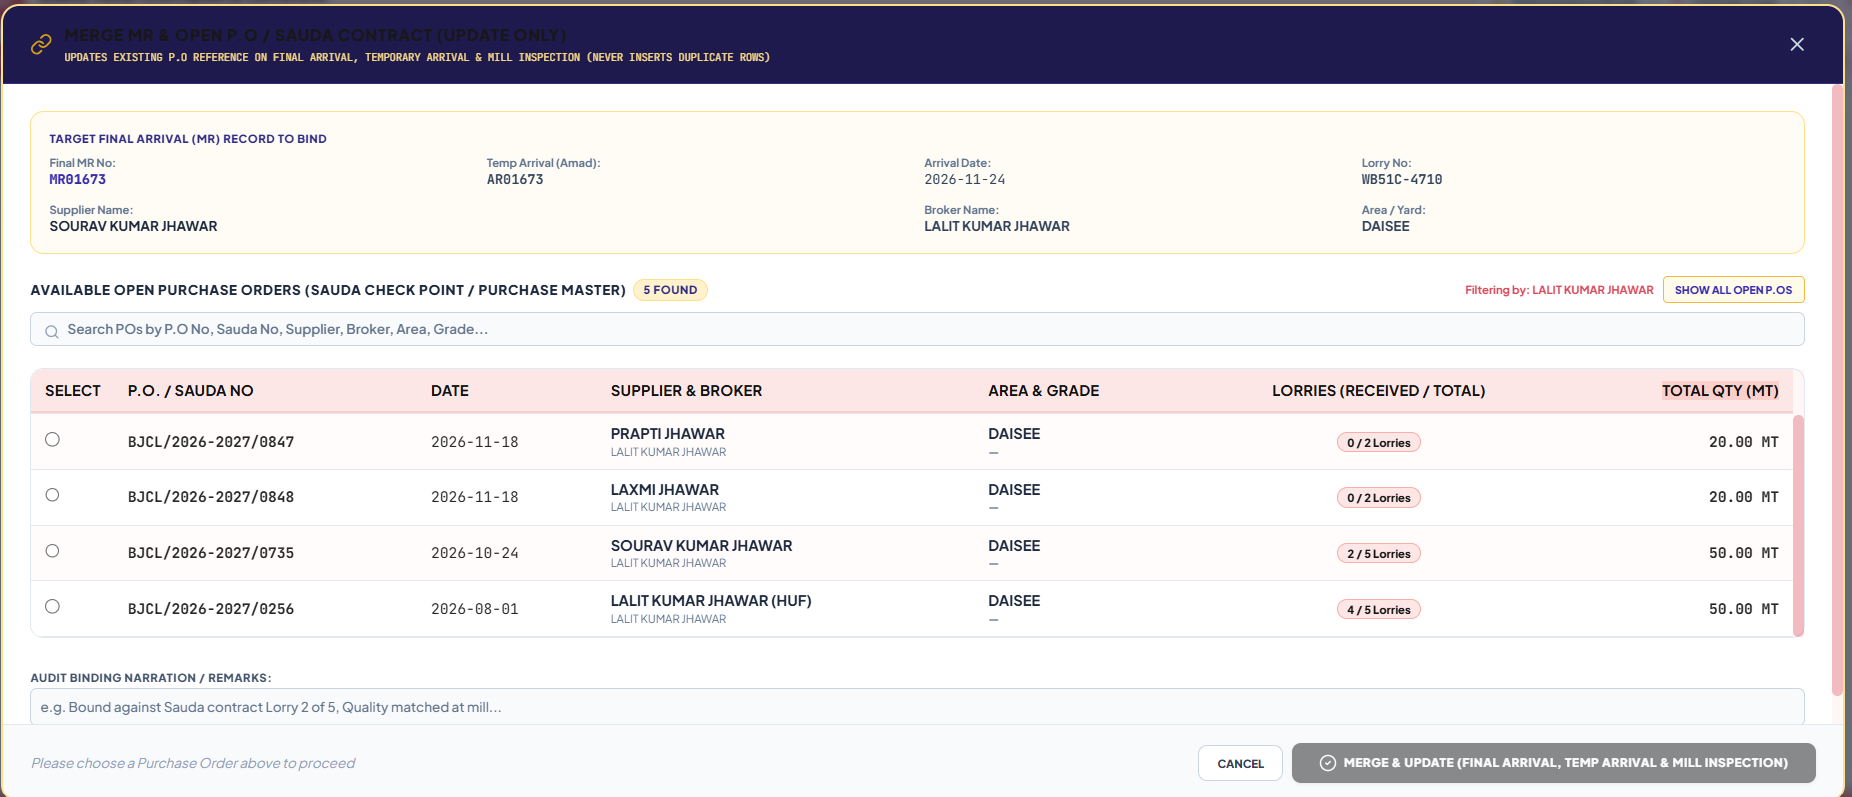 MERGE MR & OPEN P.O / SAUDA CONTRACT (UPDATE ONLY)
UPDATES EXISTING P.O REFERENCE ON FINAL ARRIVAL, TEMPORARY ARRIVAL & MILL INSPECTION (NEVER INSERTS DUPLICATE ROWS)
TARGET FINAL ARRIVAL (MR) RECORD TO BIND
Final MR No: Temp Arrival (Amad): Arrival Date: Lorry No:
MR01673 AR01673 2026-11-24 WB51C-4710
Supplier Name: Broker Name: Area / Yard:
SOURAV KUMAR JHAWAR LALIT KUMAR JHAWAR DAISEE
AVAILABLE OPEN PURCHASE ORDERS (SAUDA CHECK POINT / PURCHASE MASTER) 5 FOUND Filtering by: LALIT KUMAR JHAWAR SHOW ALL OPEN P.OS
Search POs by P.O No, Sauda No, Supplier, Broker, Area, Grade...
SELECT P.O. / SAUDA NO DATE SUPPLIER & BROKER AREA & GRADE LORRIES (RECEIVED / TOTAL) TOTAL QTY (MT)
BJCL/2026-2027/0847 2026-11-18 PRAPTI JHAWAR DAISEE 0 / 2 Lorries 20.00 MT
LALIT KUMAR JHAWAR —
BJCL/2026-2027/0848 2026-11-18 LAXMI JHAWAR DAISEE 0 / 2 Lorries 20.00 MT
LALIT KUMAR JHAWAR —
BJCL/2026-2027/0735 2026-10-24 SOURAV KUMAR JHAWAR DAISEE 2 / 5 Lorries 50.00 MT
LALIT KUMAR JHAWAR —
BJCL/2026-2027/0256 2026-08-01 LALIT KUMAR JHAWAR (HUF) DAISEE 4 / 5 Lorries 50.00 MT
LALIT KUMAR JHAWAR —
AUDIT BINDING NARRATION / REMARKS:
e.g. Bound against Sauda contract Lorry 2 of 5, Quality matched at mill...
Please choose a Purchase Order above to proceed CANCEL MERGE & UPDATE (FINAL ARRIVAL, TEMP ARRIVAL & MILL INSPECTION)